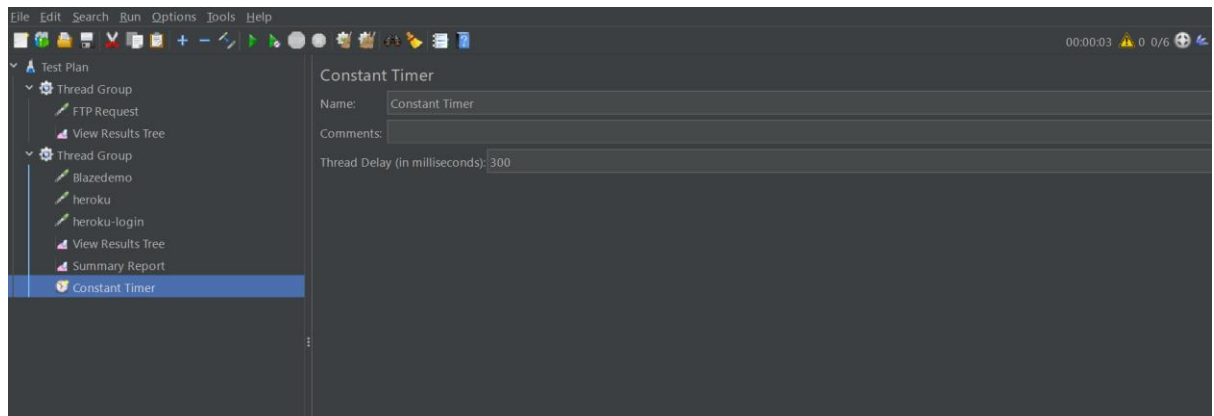 File Edit Search Run Options Tools Help
00:00:03 0 0/6
Test Plan
Thread Group
FTP Request
View Results Tree
Thread Group
Blazedemo
heroku
heroku-login
View Results Tree
Summary Report
Constant Timer
Constant Timer
Name: Constant Timer
Comments:
Thread Delay (in milliseconds): 300